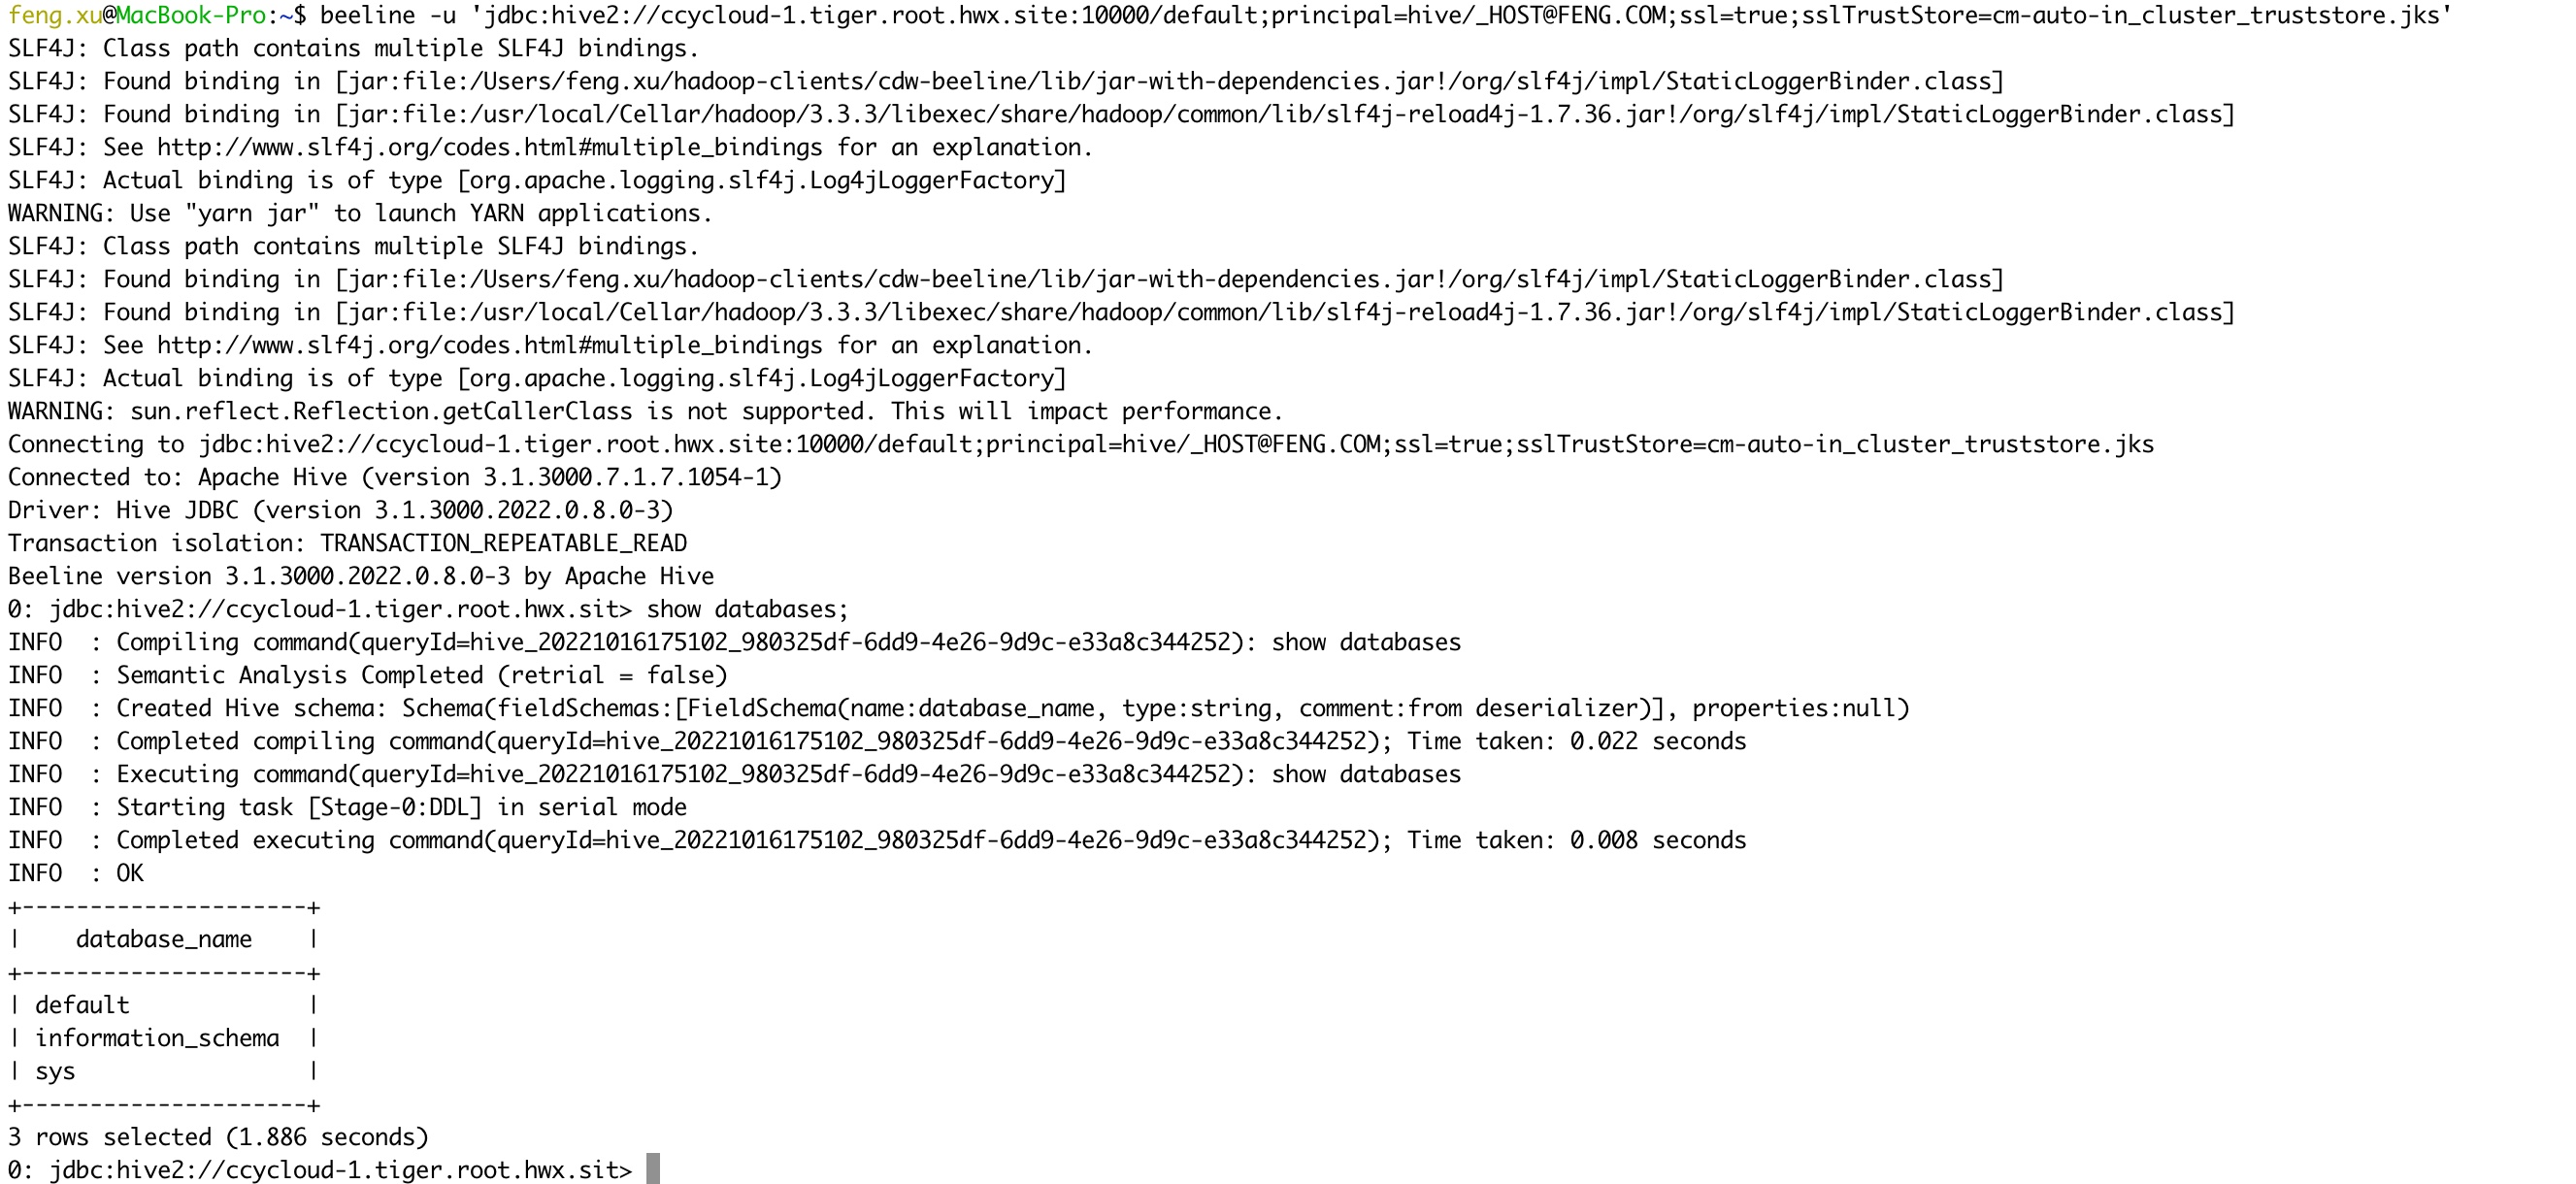 feng.xu@MacBook-Pro:~$ beeline -u 'jdbc:hive2://ccycloud-1.tiger.root.hwx.site:10000/default;principal=hive/_HOST@FENG.COM;ssl=true;sslTrustStore=cm-auto-in_cluster_truststore.jks'
SLF4J: Class path contains multiple SLF4J bindings.
SLF4J: Found binding in [jar:file:/Users/feng.xu/hadoop-clients/cdw-beeline/lib/jar-with-dependencies.jar!/org/slf4j/impl/StaticLoggerBinder.class]
SLF4J: Found binding in [jar:file:/usr/local/Cellar/hadoop/3.3.3/libexec/share/hadoop/common/lib/slf4j-reload4j-1.7.36.jar!/org/slf4j/impl/StaticLoggerBinder.class]
SLF4J: See http://www.slf4j.org/codes.html#multiple_bindings for an explanation.
SLF4J: Actual binding is of type [org.apache.logging.slf4j.Log4jLoggerFactory]
WARNING: Use "yarn jar" to launch YARN applications.
SLF4J: Class path contains multiple SLF4J bindings.
SLF4J: Found binding in [jar:file:/Users/feng.xu/hadoop-clients/cdw-beeline/lib/jar-with-dependencies.jar!/org/slf4j/impl/StaticLoggerBinder.class]
SLF4J: Found binding in [jar:file:/usr/local/Cellar/hadoop/3.3.3/libexec/share/hadoop/common/lib/slf4j-reload4j-1.7.36.jar!/org/slf4j/impl/StaticLoggerBinder.class]
SLF4J: See http://www.slf4j.org/codes.html#multiple_bindings for an explanation.
SLF4J: Actual binding is of type [org.apache.logging.slf4j.Log4jLoggerFactory]
WARNING: sun.reflect.Reflection.getCallerClass is not supported. This will impact performance.
Connecting to jdbc:hive2://ccycloud-1.tiger.root.hwx.site:10000/default;principal=hive/_HOST@FENG.COM;ssl=true;sslTrustStore=cm-auto-in_cluster_truststore.jks
Connected to: Apache Hive (version 3.1.3000.7.1.7.1054-1)
Driver: Hive JDBC (version 3.1.3000.2022.0.8.0-3)
Transaction isolation: TRANSACTION_REPEATABLE_READ
Beeline version 3.1.3000.2022.0.8.0-3 by Apache Hive
0: jdbc:hive2://ccycloud-1.tiger.root.hwx.sit> show databases;
INFO  : Compiling command(queryId=hive_20221016175102_980325df-6dd9-4e26-9d9c-e33a8c344252): show databases
INFO  : Semantic Analysis Completed (retrial = false)
INFO  : Created Hive schema: Schema(fieldSchemas:[FieldSchema(name:database_name, type:string, comment:from deserializer)], properties:null)
INFO  : Completed compiling command(queryId=hive_20221016175102_980325df-6dd9-4e26-9d9c-e33a8c344252); Time taken: 0.022 seconds
INFO  : Executing command(queryId=hive_20221016175102_980325df-6dd9-4e26-9d9c-e33a8c344252): show databases
INFO  : Starting task [Stage-0:DDL] in serial mode
INFO  : Completed executing command(queryId=hive_20221016175102_980325df-6dd9-4e26-9d9c-e33a8c344252); Time taken: 0.008 seconds
INFO  : OK
+---------------------+
|    database_name    |
+---------------------+
| default             |
| information_schema  |
| sys                 |
+---------------------+
3 rows selected (1.886 seconds)
0: jdbc:hive2://ccycloud-1.tiger.root.hwx.sit>